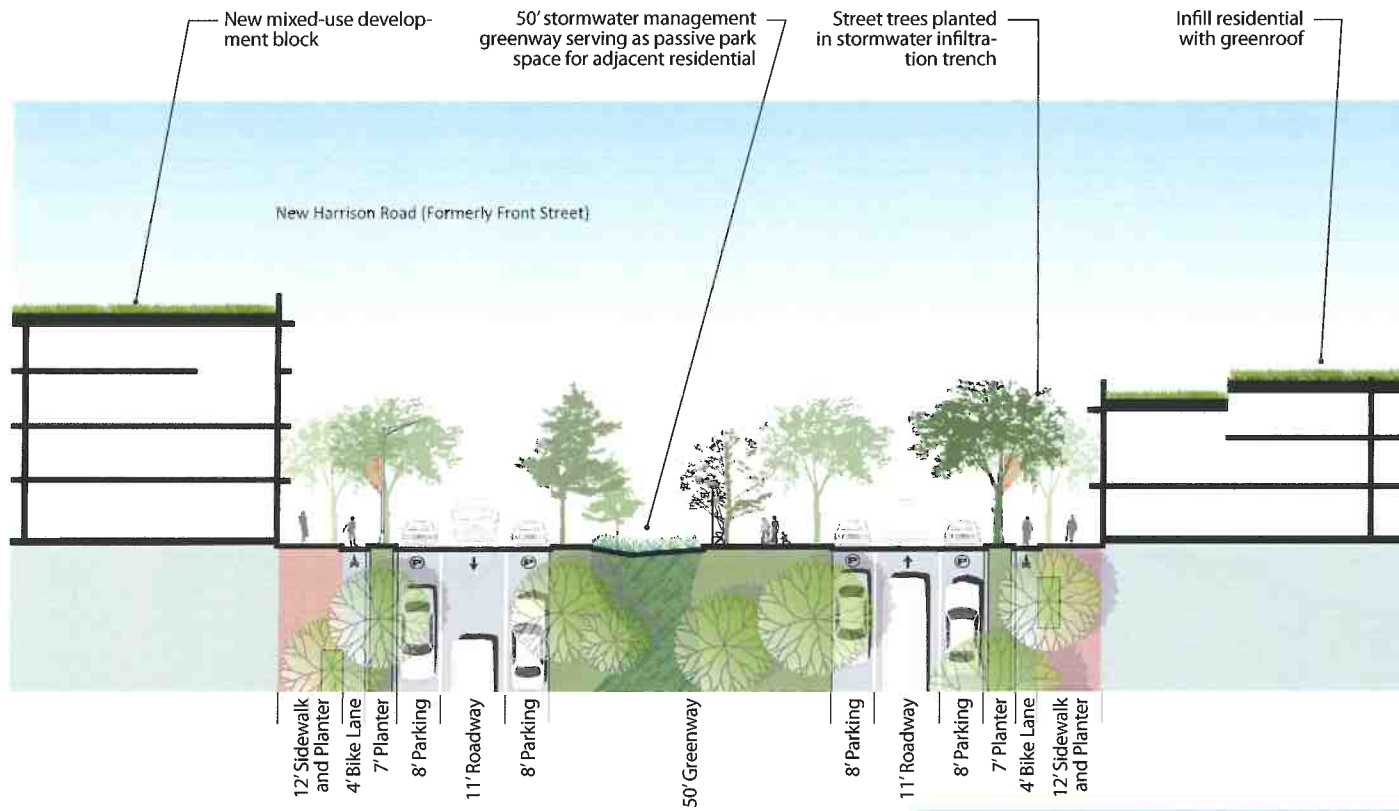 New mixed-use develop-
ment block
50' stormwater management
greenway serving as passive park
space for adjacent residential
Street trees planted
in stormwater infiltra-
tion trench
Infill residential
with greenroof
New Harrison Road (Formerly Front Street)
P
P
P
P
12' Sidewalk
and Planter
4' Bike Lane
7' Planter
8' Parking
11' Roadway
8' Parking
50' Greenway
8' Parking
11' Roadway
8' Parking
7' Planter
4' Bike Lane
12' Sidewalk
and Planter